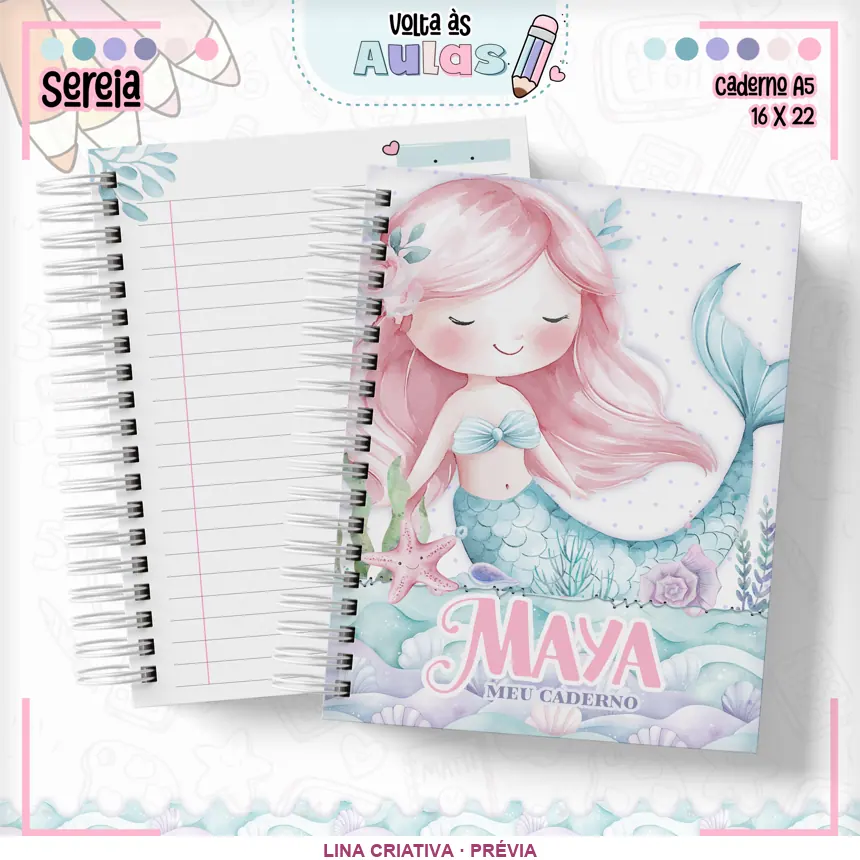 Volta às
Aulas
Sereia
Caderno A5
16 X 22
MAYA
MEU CADERNO
LINA CRIATIVA · PRÉVIA